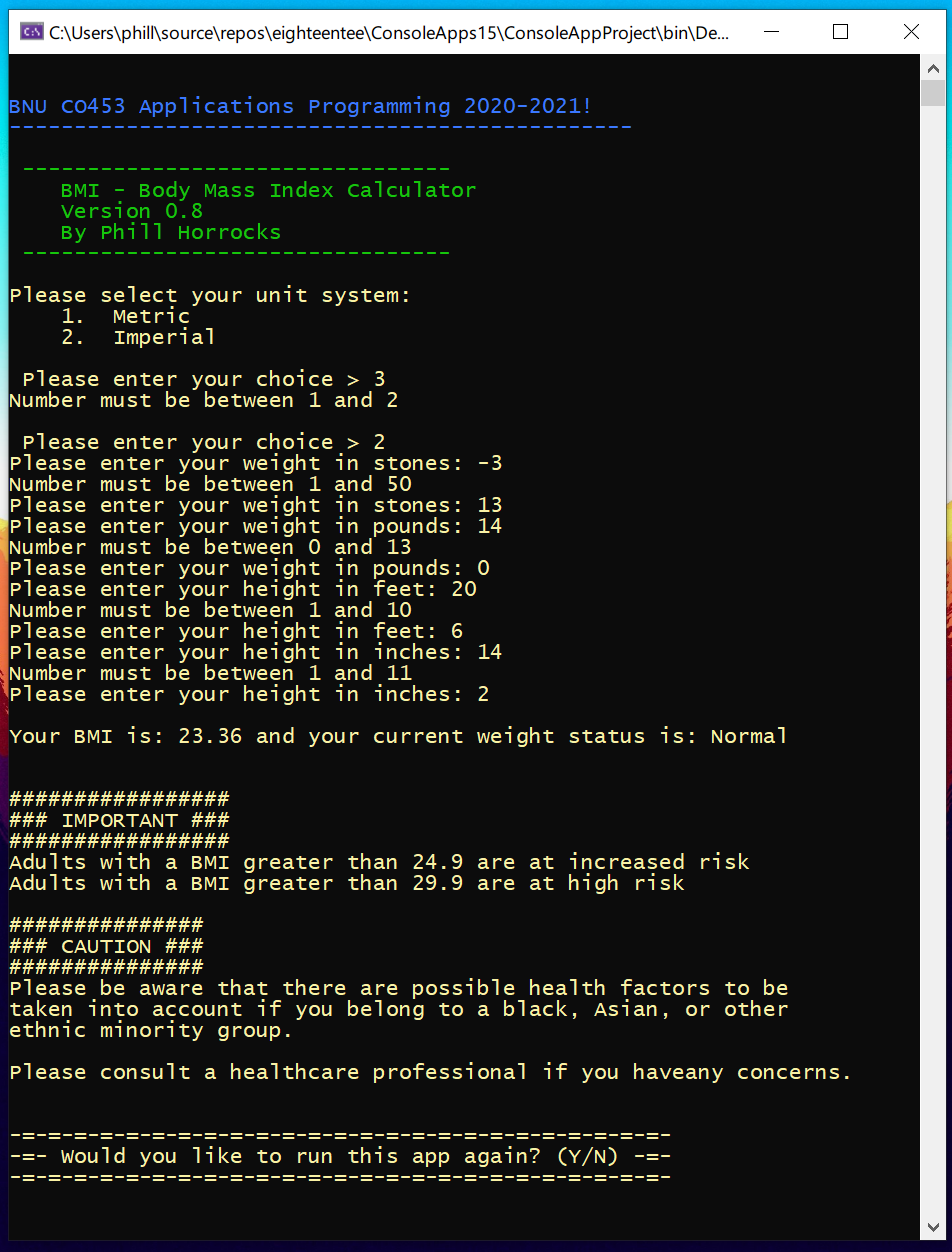 C:\Users\phill\source\repos\eighteentee\ConsoleApps15\ConsoleAppProject\bin\De...
BNU CO453 Applications Programming 2020-2021!
------------------------------------------------
---------------------------------
BMI - Body Mass Index Calculator
Version 0.8
By Phill Horrocks
---------------------------------
Please select your unit system:
1.  Metric
2.  Imperial
Please enter your choice > 3
Number must be between 1 and 2
Please enter your choice > 2
Please enter your weight in stones: -3
Number must be between 1 and 50
Please enter your weight in stones: 13
Please enter your weight in pounds: 14
Number must be between 0 and 13
Please enter your weight in pounds: 0
Please enter your height in feet: 20
Number must be between 1 and 10
Please enter your height in feet: 6
Please enter your height in inches: 14
Number must be between 1 and 11
Please enter your height in inches: 2
Your BMI is: 23.36 and your current weight status is: Normal
#################
### IMPORTANT ###
#################
Adults with a BMI greater than 24.9 are at increased risk
Adults with a BMI greater than 29.9 are at high risk
###############
### CAUTION ###
###############
Please be aware that there are possible health factors to be
taken into account if you belong to a black, Asian, or other
ethnic minority group.
Please consult a healthcare professional if you haveany concerns.
-=-=-=-=-=-=-=-=-=-=-=-=-=-=-=-=-=-=-=-=-=-=-=-=-=-
-=- Would you like to run this app again? (Y/N) -=-
-=-=-=-=-=-=-=-=-=-=-=-=-=-=-=-=-=-=-=-=-=-=-=-=-=-